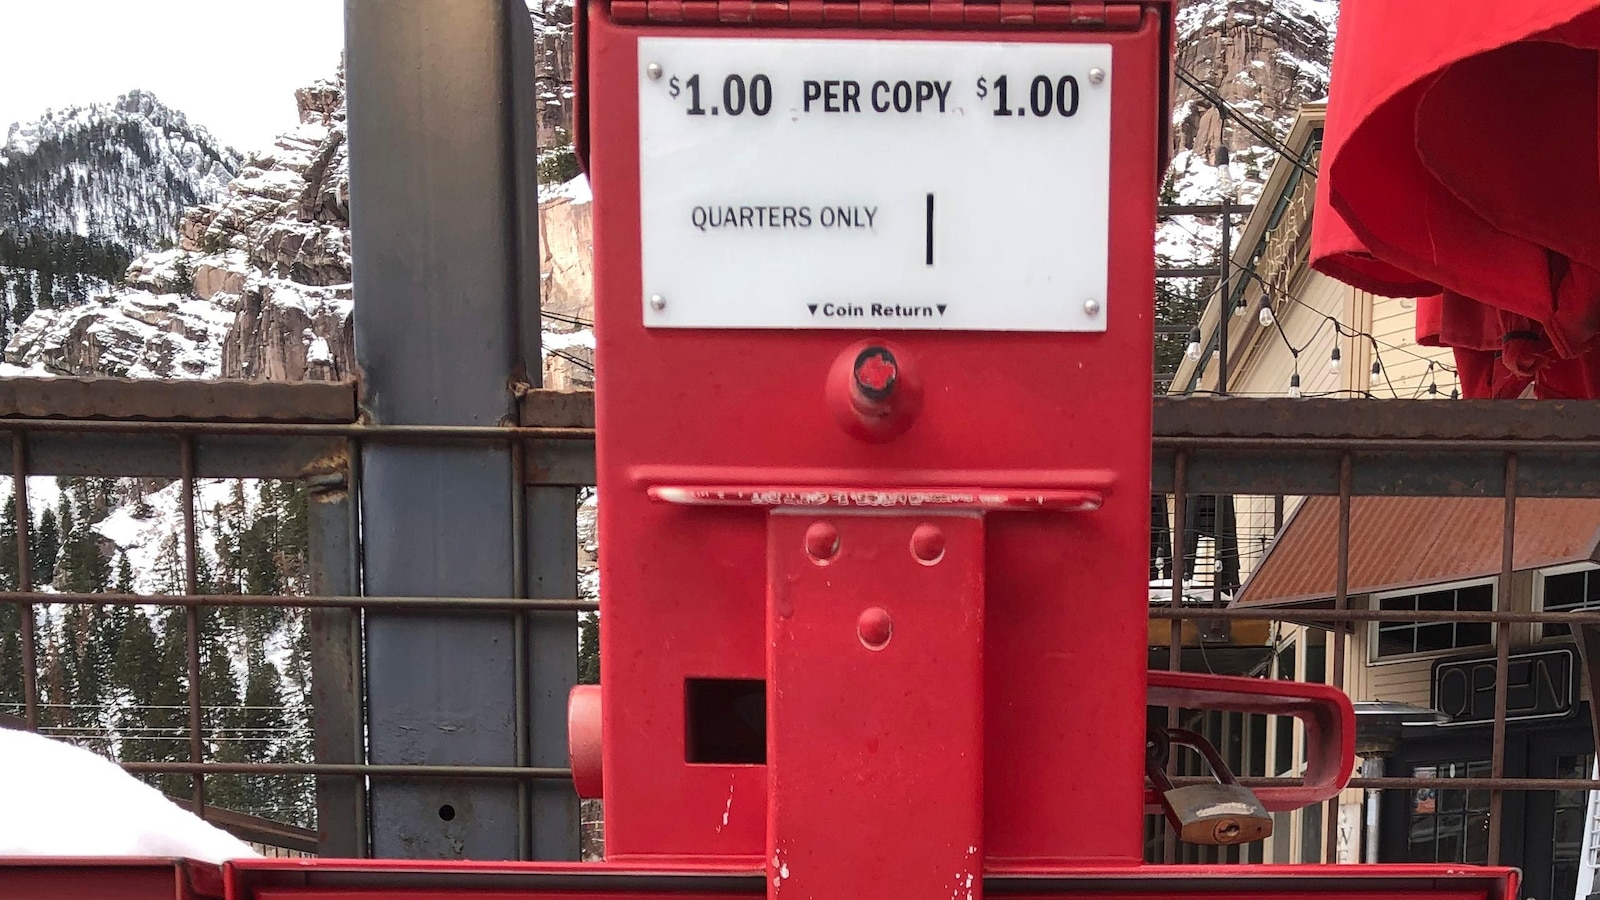 $1.00 PER COPY $1.00
QUARTERS ONLY
▼Coin Return▼
OPEN